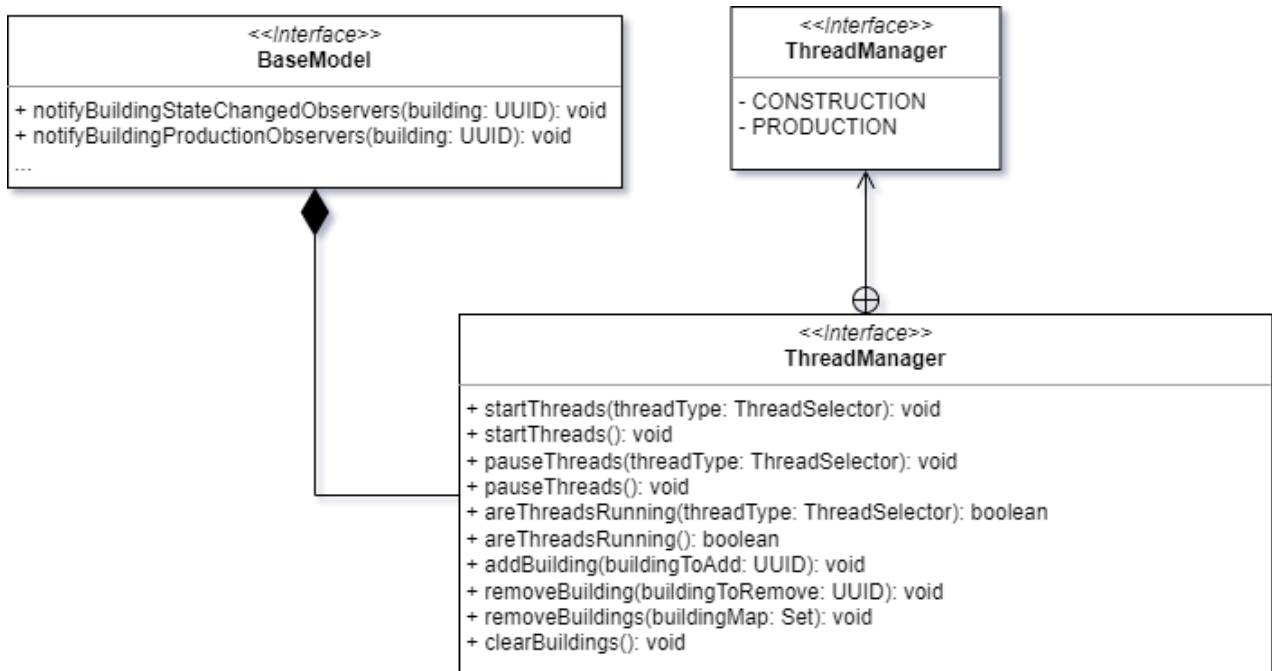 <<Interface>>
BaseModel
+ notifyBuildingStateChangedObservers(building: UUID): void
+ notifyBuildingProductionObservers(building: UUID): void
...
<<Interface>>
ThreadManager
- CONSTRUCTION
- PRODUCTION
<<Interface>>
ThreadManager
+ startThreads(threadType: ThreadSelector): void
+ startThreads(): void
+ pauseThreads(threadType: ThreadSelector): void
+ pauseThreads(): void
+ areThreadsRunning(threadType: ThreadSelector): boolean
+ areThreadsRunning(): boolean
+ addBuilding(buildingToAdd: UUID): void
+ removeBuilding(buildingToRemove: UUID): void
+ removeBuildings(buildingMap: Set): void
+ clearBuildings(): void